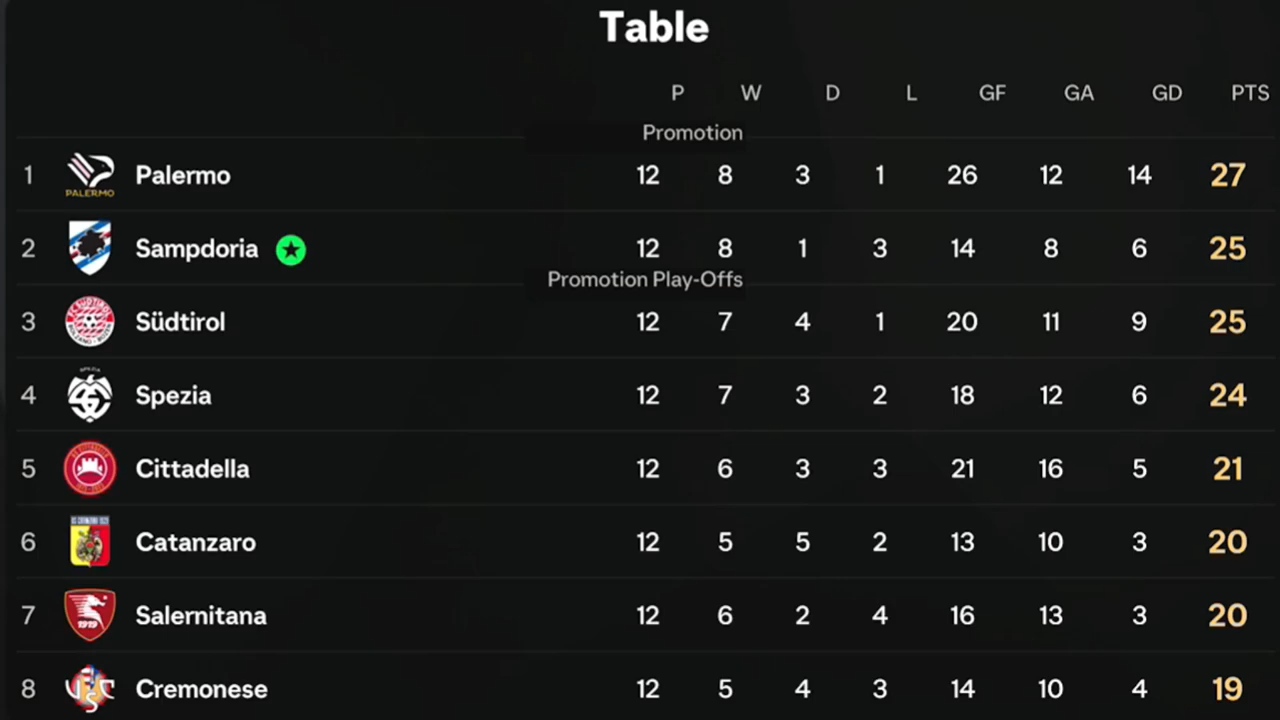 Table
P W D L GF GA GD PTS
Promotion
1 PALERMO Palermo 12 8 3 1 26 12 14 27
2 Sampdoria 12 8 1 3 14 8 6 25
Promotion Play-Offs
3 Südtirol 12 7 4 1 20 11 9 25
4 Spezia 12 7 3 2 18 12 6 24
5 Cittadella 12 6 3 3 21 16 5 21
6 Catanzaro 12 5 5 2 13 10 3 20
7 1919 Salernitana 12 6 2 4 16 13 3 20
8 Cremonese 12 5 4 3 14 10 4 19